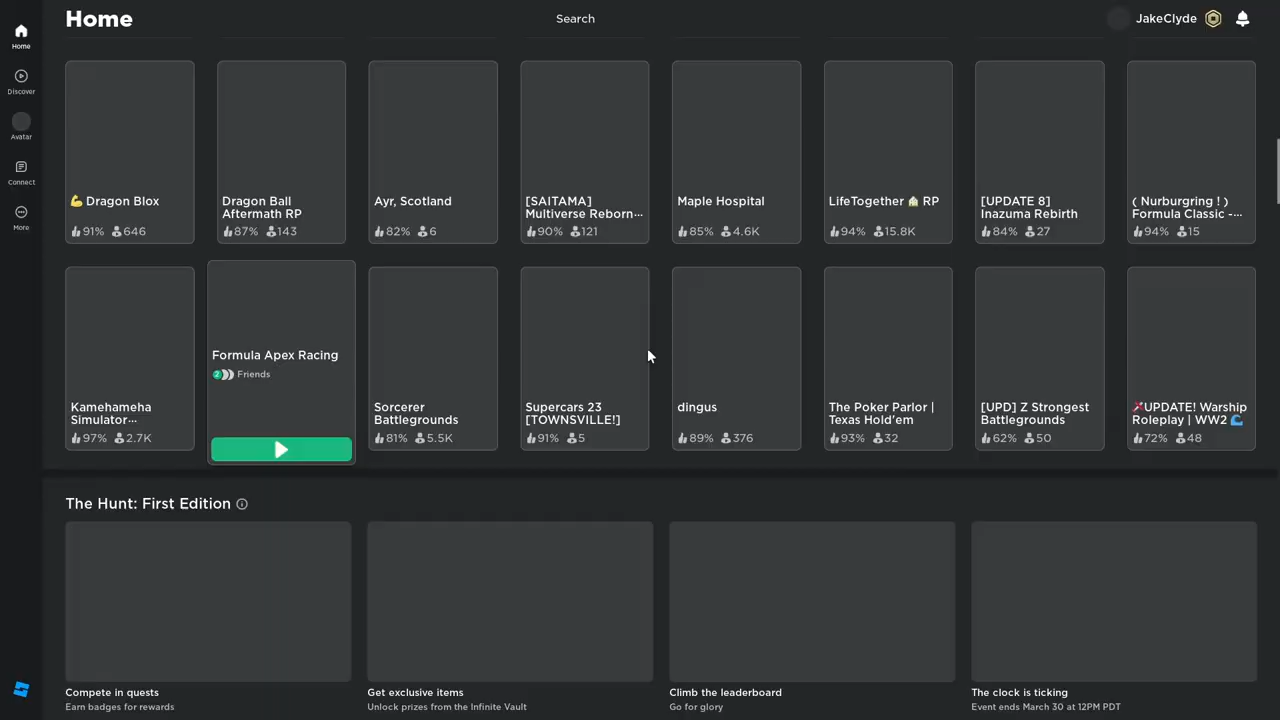 Home
Search
JakeClyde
Home
Discover
Avatar
Connect
More
💪 Dragon Blox
91% 646
Dragon Ball
Aftermath RP
87% 143
Ayr, Scotland
82% 6
[SAITAMA]
Multiverse Reborn...
90% 121
Maple Hospital
85% 4.6K
LifeTogether 🏠 RP
94% 15.8K
[UPDATE 8]
Inazuma Rebirth
84% 27
( Nurburgring ! )
Formula Classic -...
94% 15
Kamehameha
Simulator...
97% 2.7K
Formula Apex Racing
2 Friends
Sorcerer
Battlegrounds
81% 5.5K
Supercars 23
[TOWNSVILLE!]
91% 5
dingus
89% 376
The Poker Parlor |
Texas Hold'em
93% 32
[UPD] Z Strongest
Battlegrounds
62% 50
UPDATE! Warship
Roleplay | WW2 🌊
72% 48
The Hunt: First Edition
Compete in quests
Earn badges for rewards
Get exclusive items
Unlock prizes from the Infinite Vault
Climb the leaderboard
Go for glory
The clock is ticking
Event ends March 30 at 12PM PDT